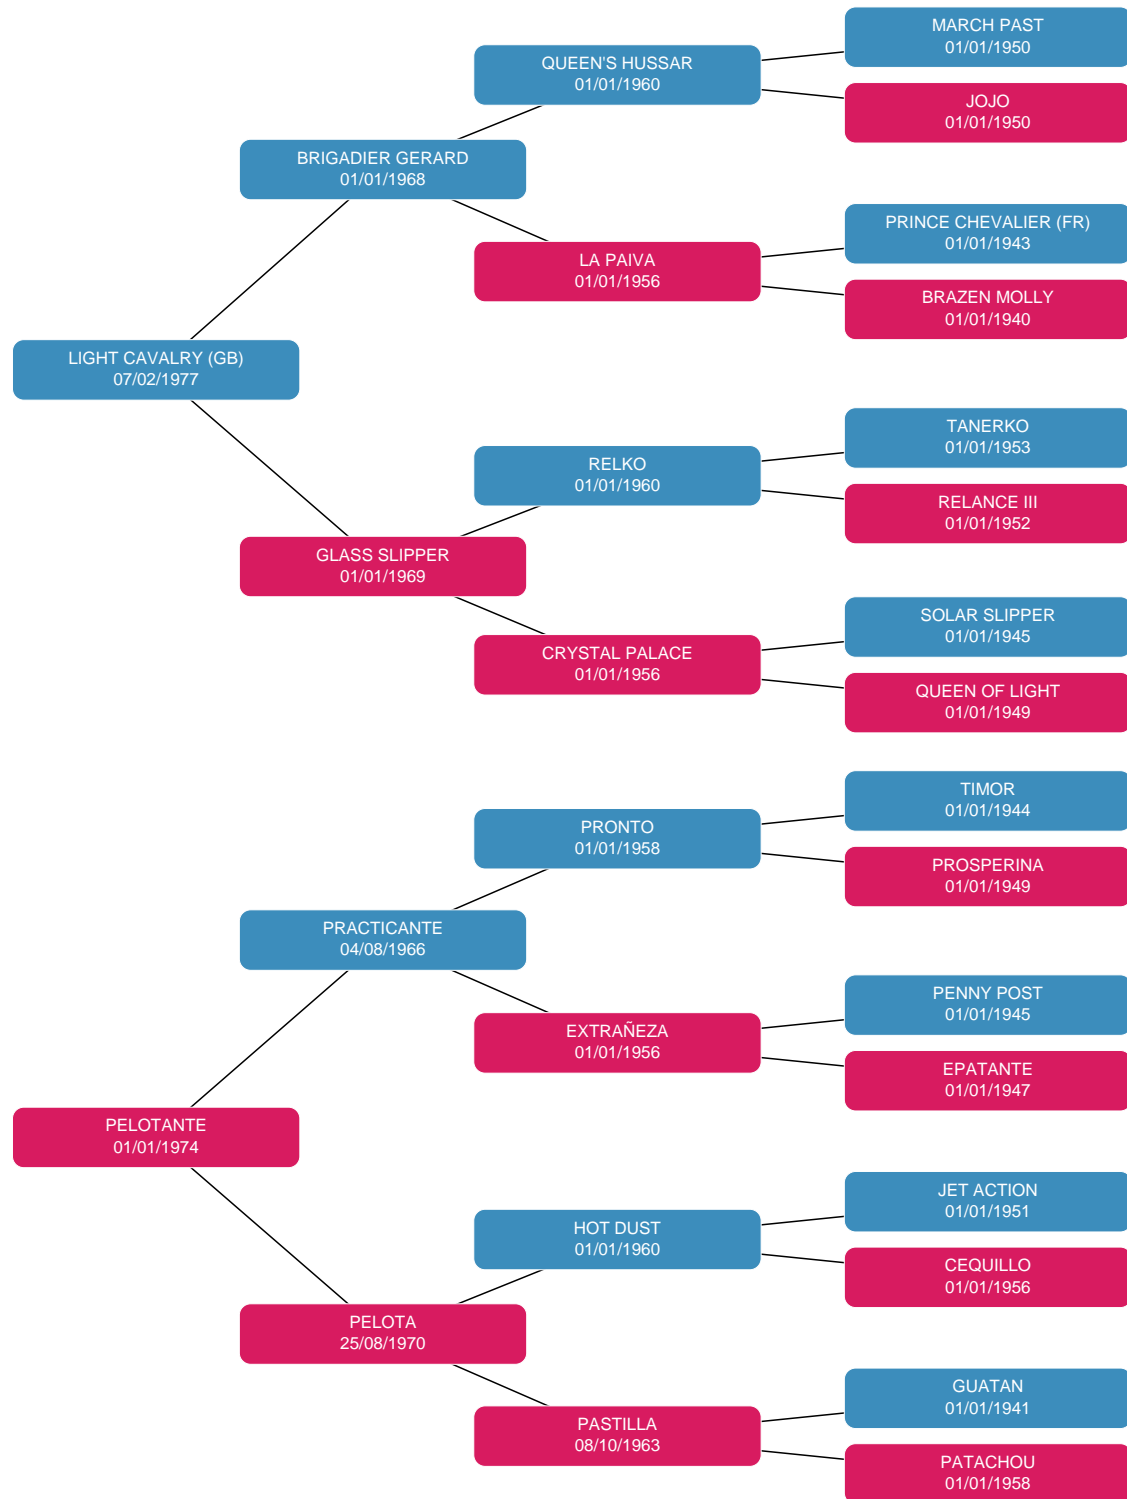 MARCH PAST
01/01/1950
QUEEN'S HUSSAR
01/01/1960
JOJO
01/01/1950
BRIGADIER GERARD
01/01/1968
PRINCE CHEVALIER (FR)
01/01/1943
LA PAIVA
01/01/1956
BRAZEN MOLLY
01/01/1940
LIGHT CAVALRY (GB)
07/02/1977
TANERKO
01/01/1953
RELKO
01/01/1960
RELANCE III
01/01/1952
GLASS SLIPPER
01/01/1969
SOLAR SLIPPER
01/01/1945
CRYSTAL PALACE
01/01/1956
QUEEN OF LIGHT
01/01/1949
TIMOR
01/01/1944
PRONTO
01/01/1958
PROSPERINA
01/01/1949
PRACTICANTE
04/08/1966
PENNY POST
01/01/1945
EXTRAÑEZA
01/01/1956
EPATANTE
01/01/1947
PELOTANTE
01/01/1974
JET ACTION
01/01/1951
HOT DUST
01/01/1960
CEQUILLO
01/01/1956
PELOTA
25/08/1970
GUATAN
01/01/1941
PASTILLA
08/10/1963
PATACHOU
01/01/1958